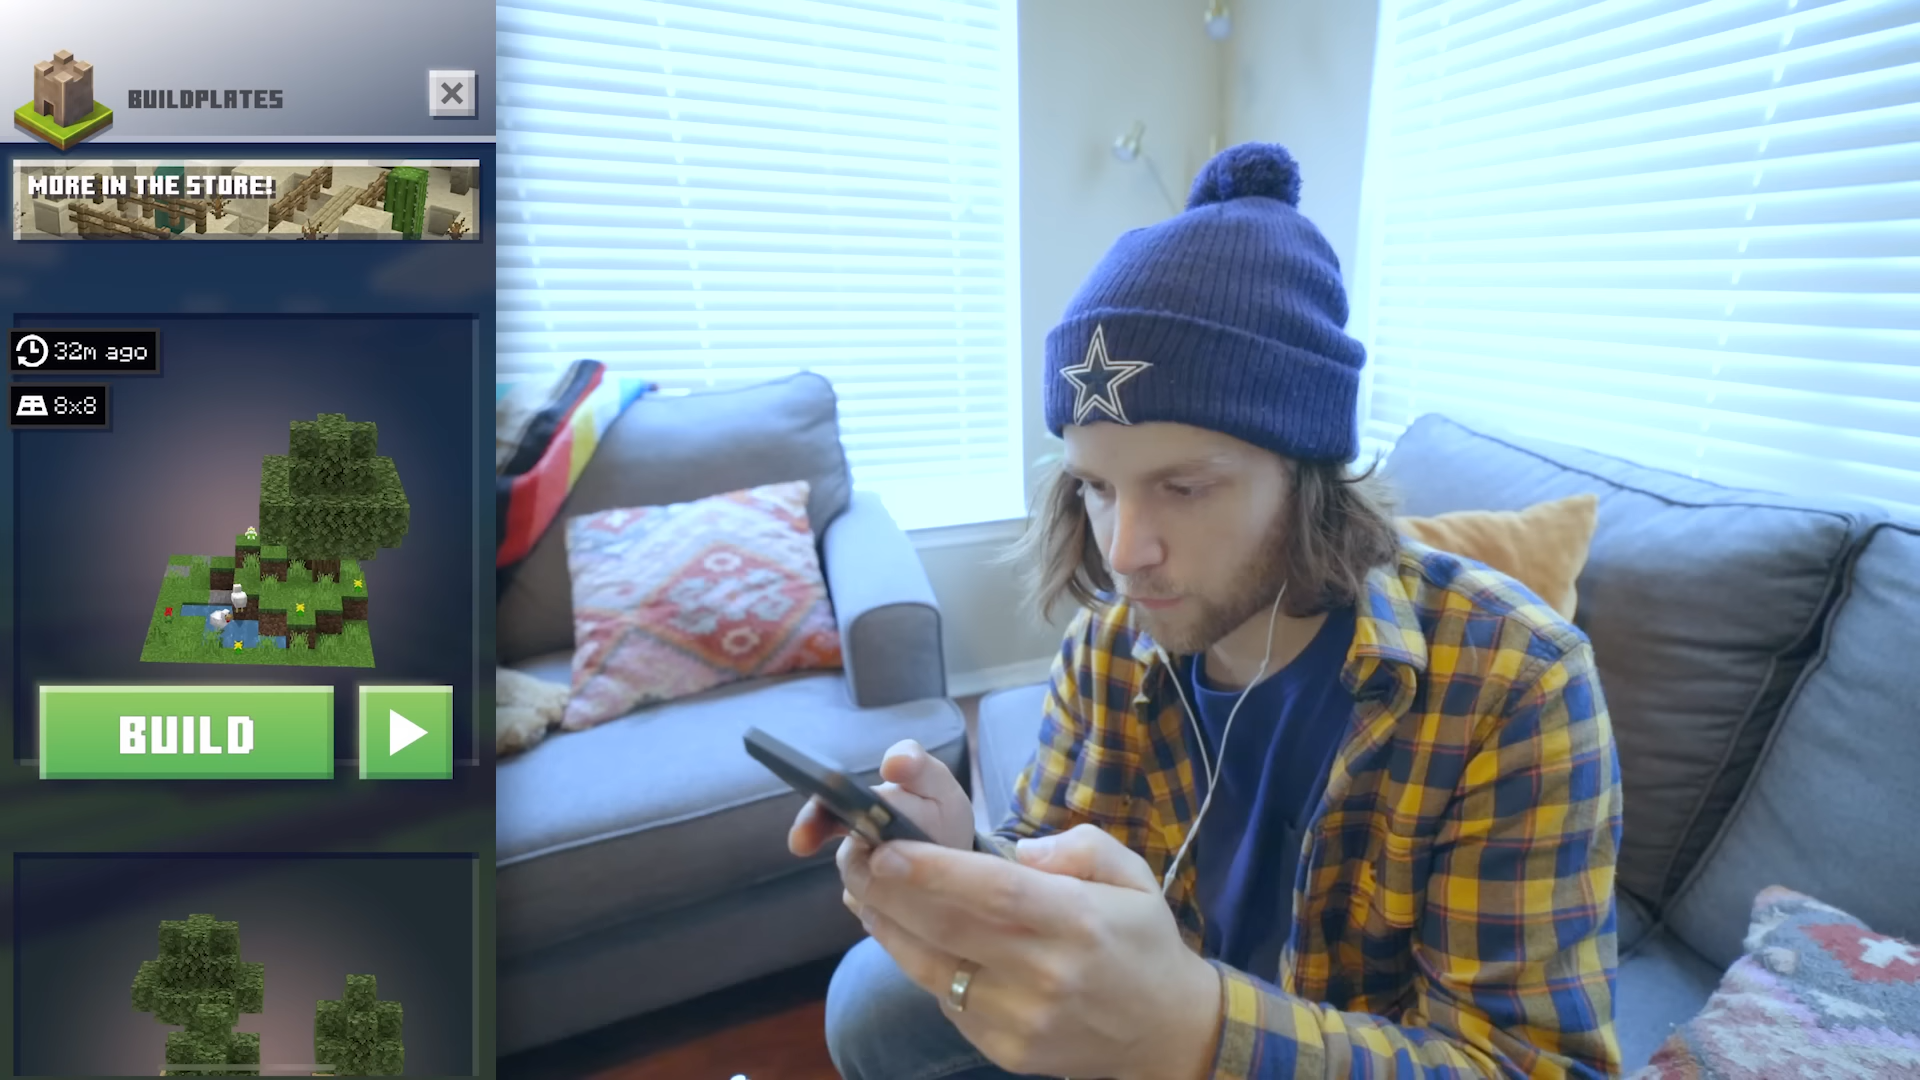 BUILDPLATES
MORE IN THE STORE!
32m ago
8x8
BUILD